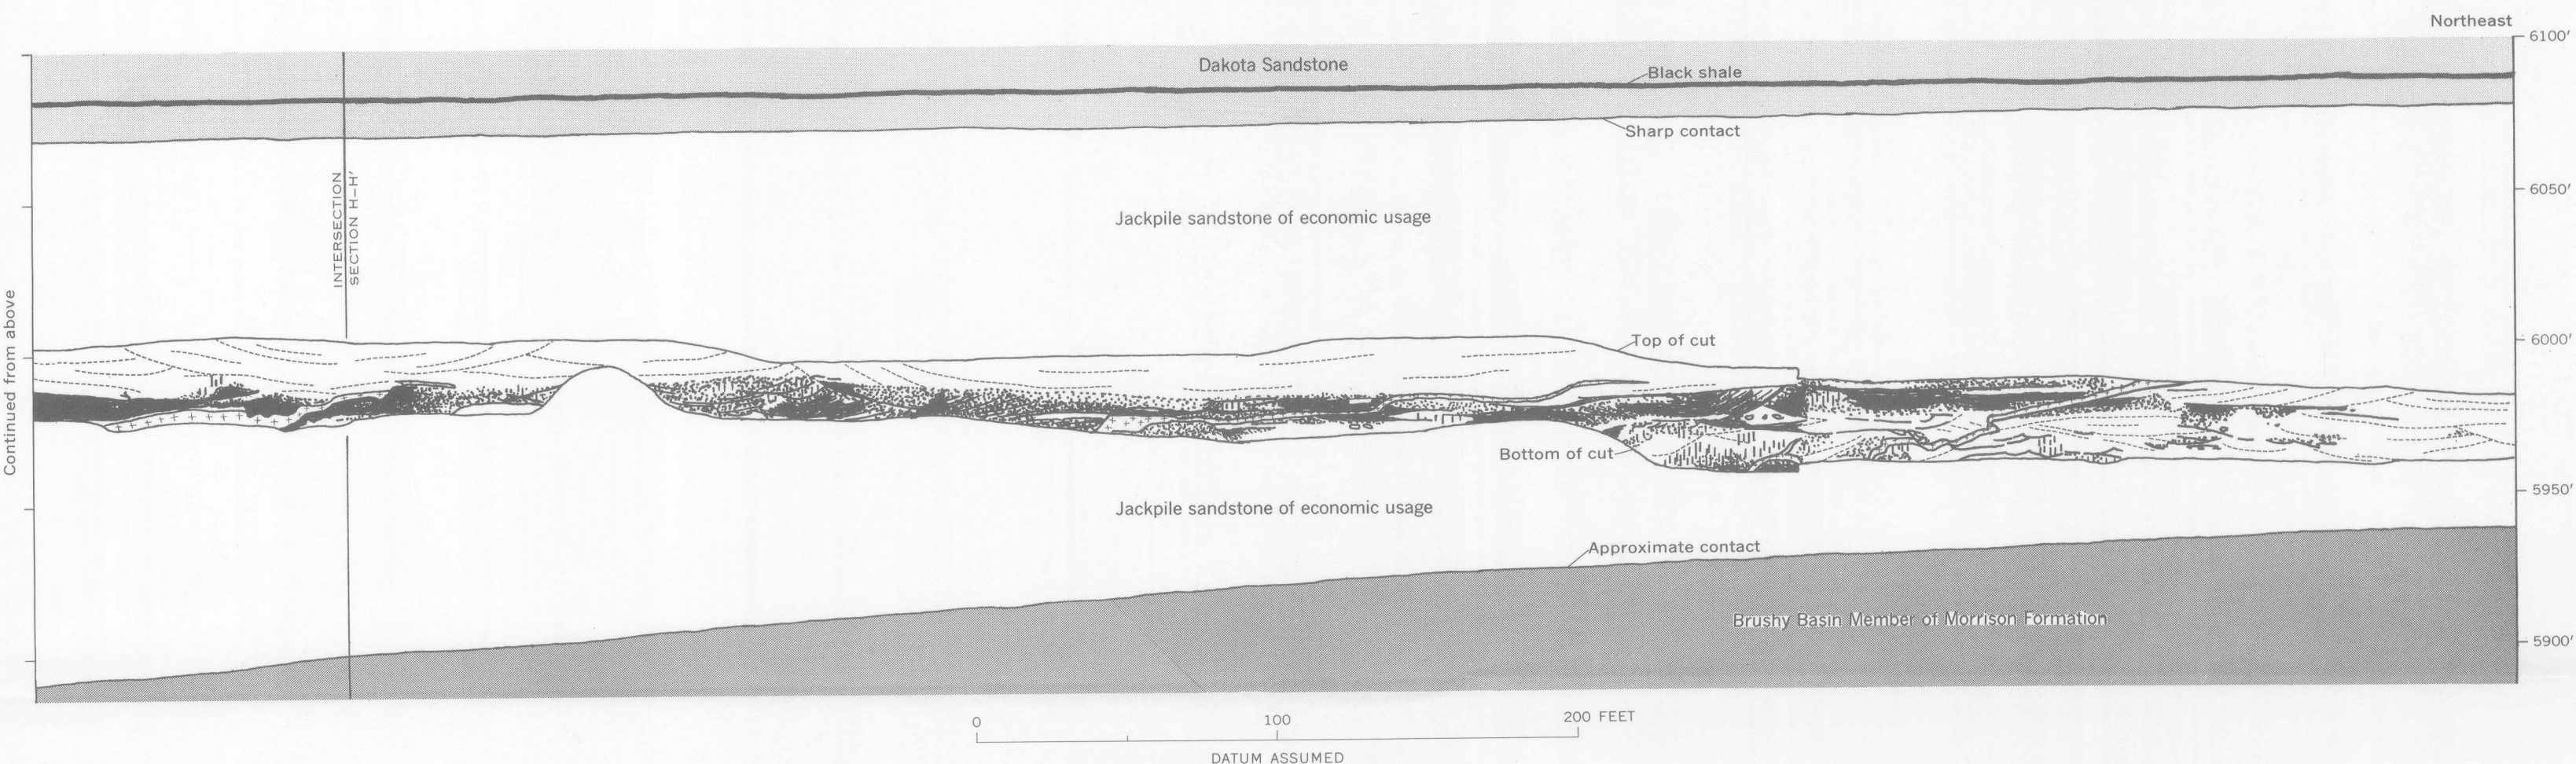 Northeast
6100'
Dakota Sandstone
Black shale
Sharp contact
INTERSECTION
SECTION H–H'
6050'
Jackpile sandstone of economic usage
Continued from above
Top of cut
6000'
Bottom of cut
5950'
Jackpile sandstone of economic usage
Approximate contact
Brushy Basin Member of Morrison Formation
5900'
0 100 200 FEET
DATUM ASSUMED